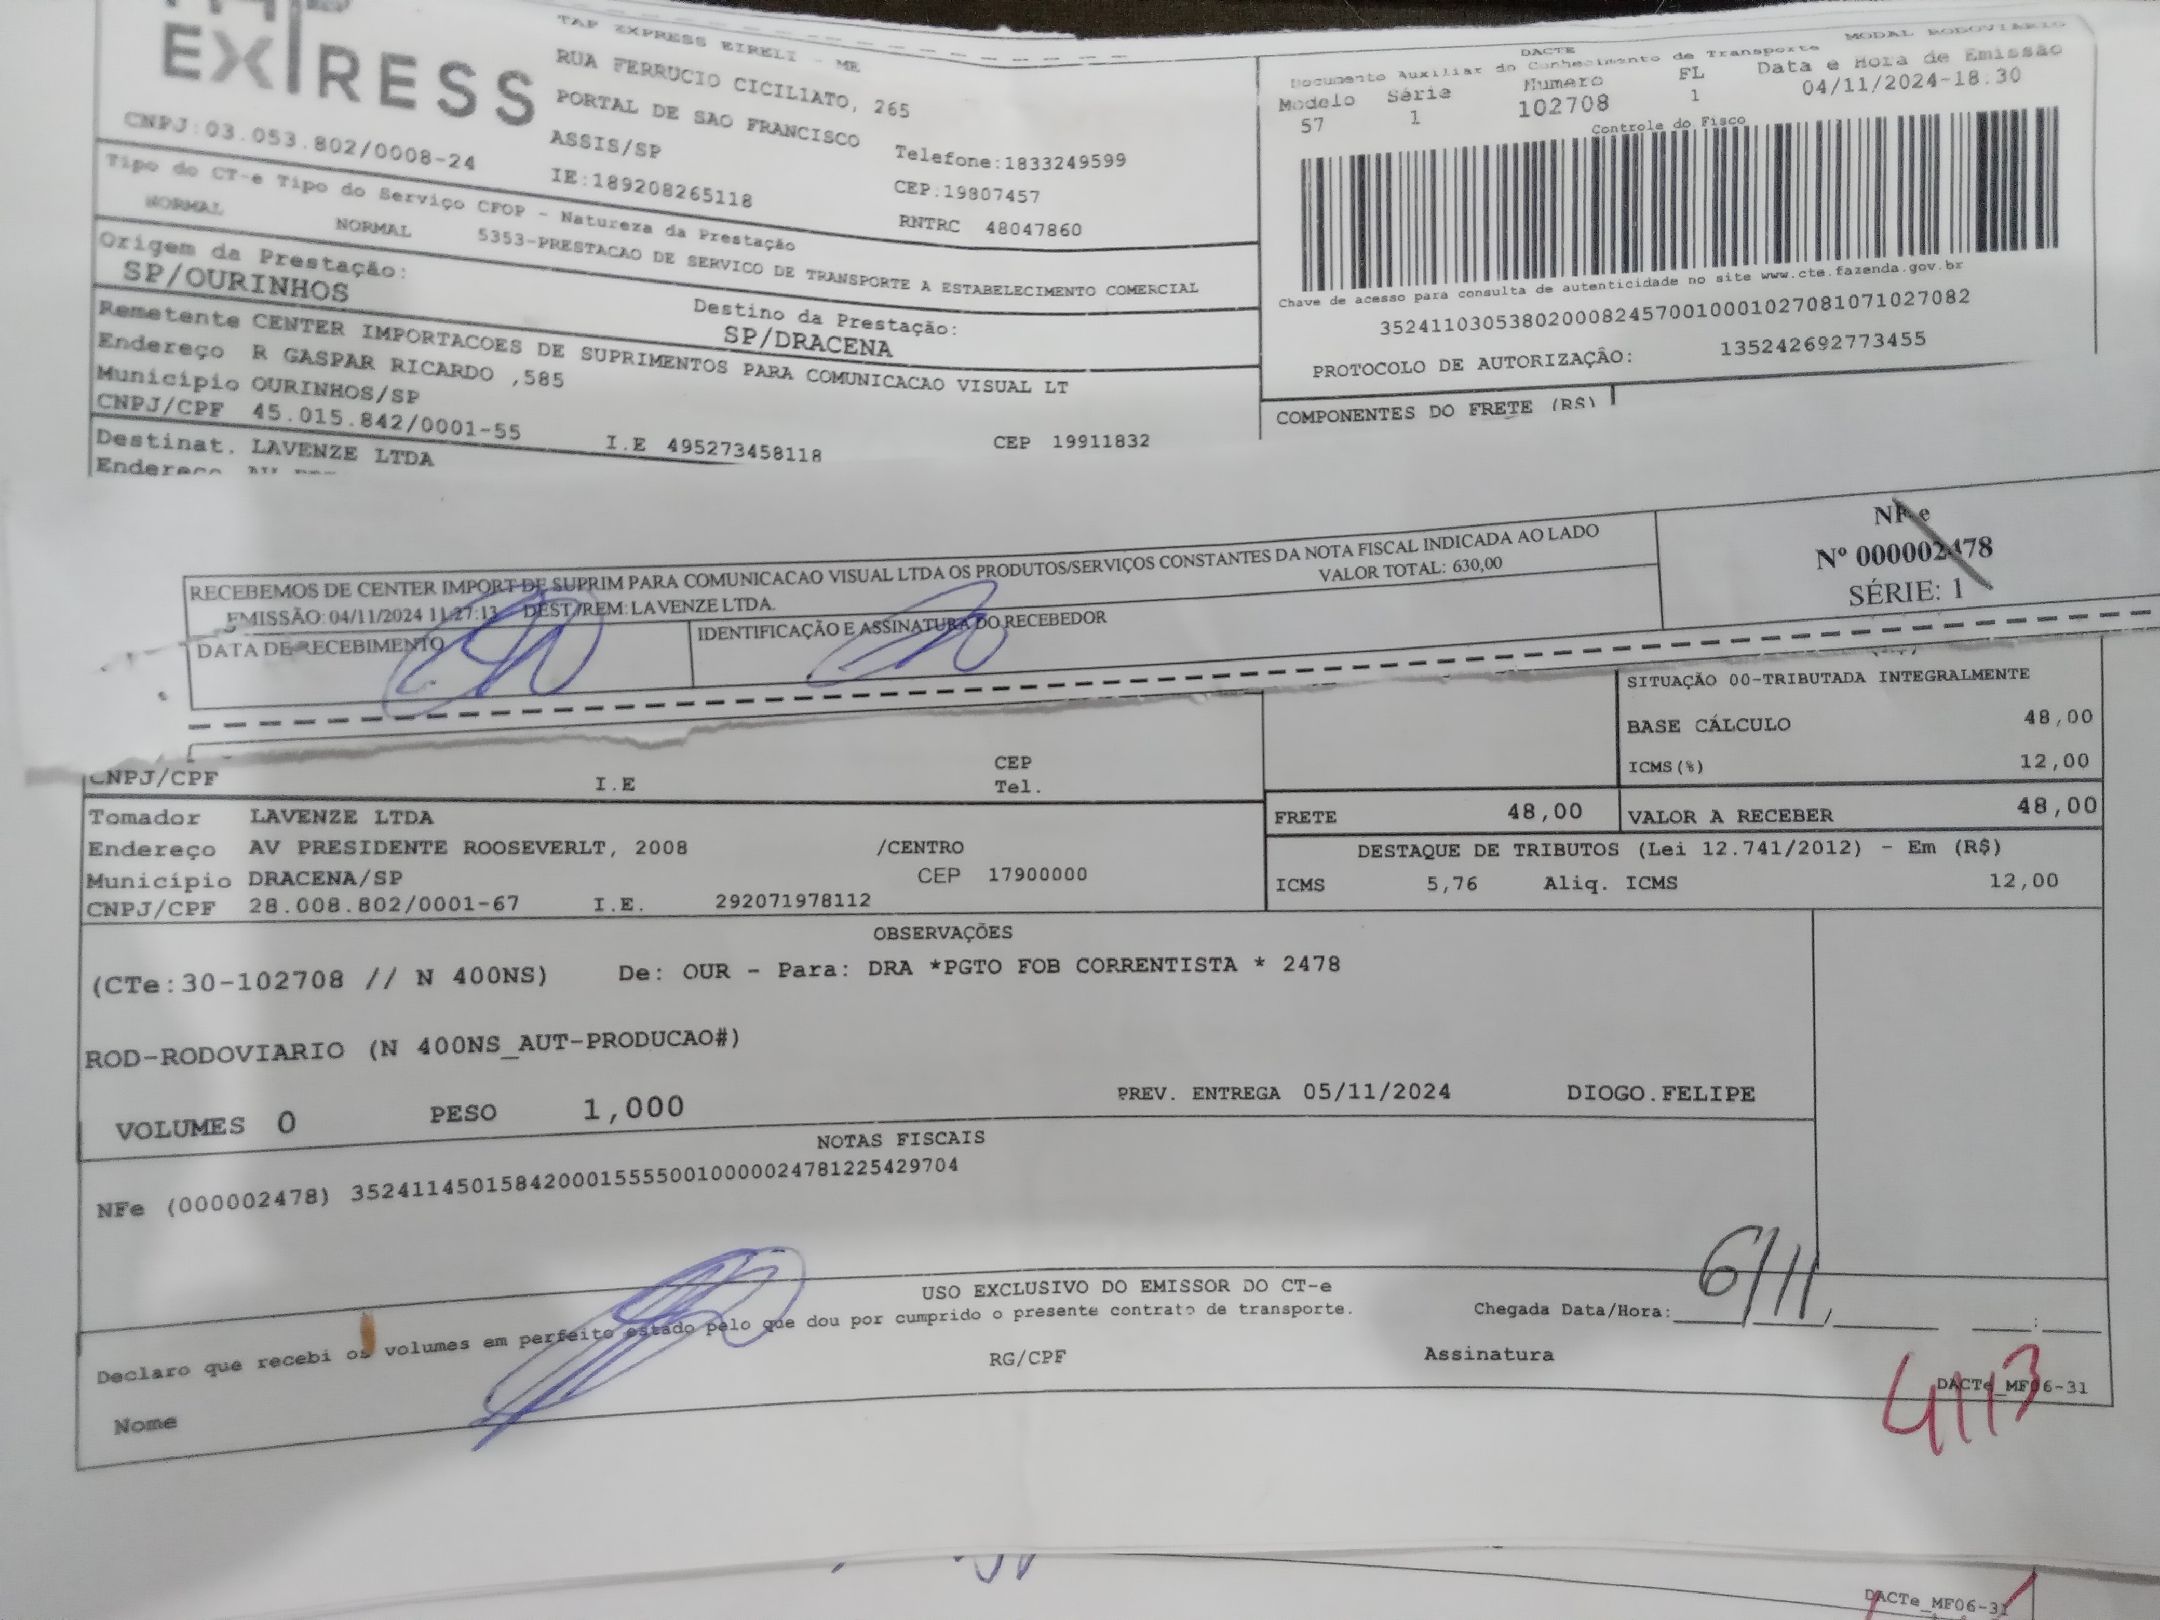 EXPRESS
TAP EXPRESS EIRELI - ME
RUA FERRUCIO CICILIATO, 265
PORTAL DE SAO FRANCISCO
ASSIS/SP
Telefone:1833249599
CNPJ:03.053.802/0008-24
IE:189208265118
CEP:19807457
RNTRC 48047860
Tipo do CT-e Tipo do Serviço CFOP - Natureza da Prestação
NORMAL NORMAL 5353-PRESTACAO DE SERVICO DE TRANSPORTE A ESTABELECIMENTO COMERCIAL
Origem da Prestação:
SP/OURINHOS
Destino da Prestação:
SP/DRACENA
Remetente CENTER IMPORTACOES DE SUPRIMENTOS PARA COMUNICACAO VISUAL LT
Endereço R GASPAR RICARDO ,585
Município OURINHOS/SP
CNPJ/CPF 45.015.842/0001-55 I.E 495273458118 CEP 19911832
Destinat. LAVENZE LTDA
Endereço
DACTE MODAL RODOVIARIO
Documento Auxiliar do Conhecimento de Transporte
Modelo Série Numero FL Data e Hora de Emissão
57 1 102708 1 04/11/2024-18:30
Controle do Fisco
Chave de acesso para consulta de autenticidade no site www.cte.fazenda.gov.br
35241103053802000824570010001027081071027082
PROTOCOLO DE AUTORIZAÇÃO: 135242692773455
COMPONENTES DO FRETE (R$)
RECEBEMOS DE CENTER IMPORT DE SUPRIM PARA COMUNICACAO VISUAL LTDA OS PRODUTOS/SERVIÇOS CONSTANTES DA NOTA FISCAL INDICADA AO LADO
EMISSÃO: 04/11/2024 11:27:13 DEST./REM: LAVENZE LTDA. VALOR TOTAL: 630,00
DATA DE RECEBIMENTO IDENTIFICAÇÃO E ASSINATURA DO RECEBEDOR
NF-e
Nº 000002478
SÉRIE: 1
SITUAÇÃO 00-TRIBUTADA INTEGRALMENTE
BASE CÁLCULO 48,00
ICMS(%) 12,00
CNPJ/CPF I.E CEP
Tel.
Tomador LAVENZE LTDA
Endereço AV PRESIDENTE ROOSEVERLT, 2008 /CENTRO
Município DRACENA/SP CEP 17900000
CNPJ/CPF 28.008.802/0001-67 I.E. 292071978112
FRETE 48,00 VALOR A RECEBER 48,00
DESTAQUE DE TRIBUTOS (Lei 12.741/2012) - Em (R$)
ICMS 5,76 Aliq. ICMS 12,00
OBSERVAÇÕES
(CTe:30-102708 // N 400NS) De: OUR - Para: DRA *PGTO FOB CORRENTISTA * 2478
ROD-RODOVIARIO (N 400NS_AUT-PRODUCAO#)
VOLUMES 0 PESO 1,000 PREV. ENTREGA 05/11/2024 DIOGO.FELIPE
NOTAS FISCAIS
NFe (000002478) 35241145015842000155550010000024781225429704
USO EXCLUSIVO DO EMISSOR DO CT-e
Declaro que recebi os volumes em perfeito estado pelo que dou por cumprido o presente contrato de transporte.
Chegada Data/Hora: 6/11
Nome RG/CPF Assinatura
DACTe_MF06-31
4113
DACTe_MF06-31